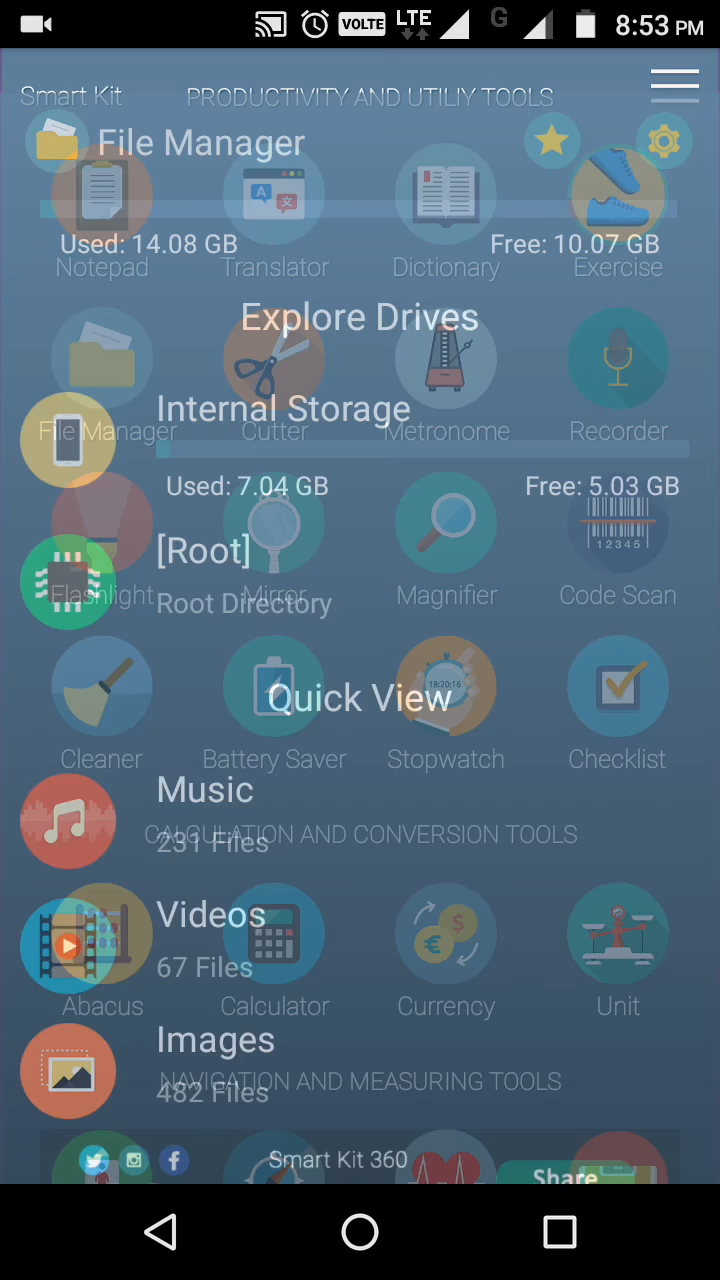 VOLTE LTE G 8:53 PM
Smart Kit PRODUCTIVITY AND UTILIY TOOLS
File Manager
Used: 14.08 GB Free: 10.07 GB
Notepad Translator Dictionary Exercise
Explore Drives
Internal Storage
File Manager Cutter Metronome Recorder
Used: 7.04 GB Free: 5.03 GB
12345
[Root]
Flashlight Mirror Magnifier Code Scan
Root Directory
18:20:16
Quick View
Cleaner Battery Saver Stopwatch Checklist
Music
CALCULATION AND CONVERSION TOOLS
231 Files
Videos
67 Files
Abacus Calculator Currency Unit
Images
NAVIGATION AND MEASURING TOOLS
482 Files
Smart Kit 360
Share